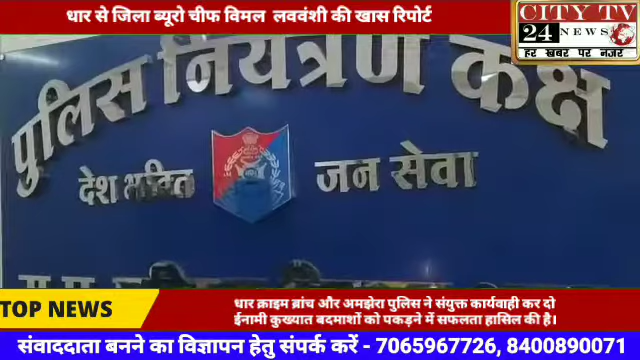 धार से जिला ब्यूरो चीफ विमल लववंशी की खास रिपोर्ट
CITY TV
24 NEWS
हर खबर पर नजर
पुलिस नियंत्रण कक्ष
देश भक्ति जन सेवा
TOP NEWS
धार क्राइम ब्रांच और अमझेरा पुलिस ने संयुक्त कार्यवाही कर दो
ईनामी कुख्यात बदमाशों को पकड़ने में सफलता हासिल की है।
संवाददाता बनने का विज्ञापन हेतु संपर्क करें - 7065967726, 8400890071